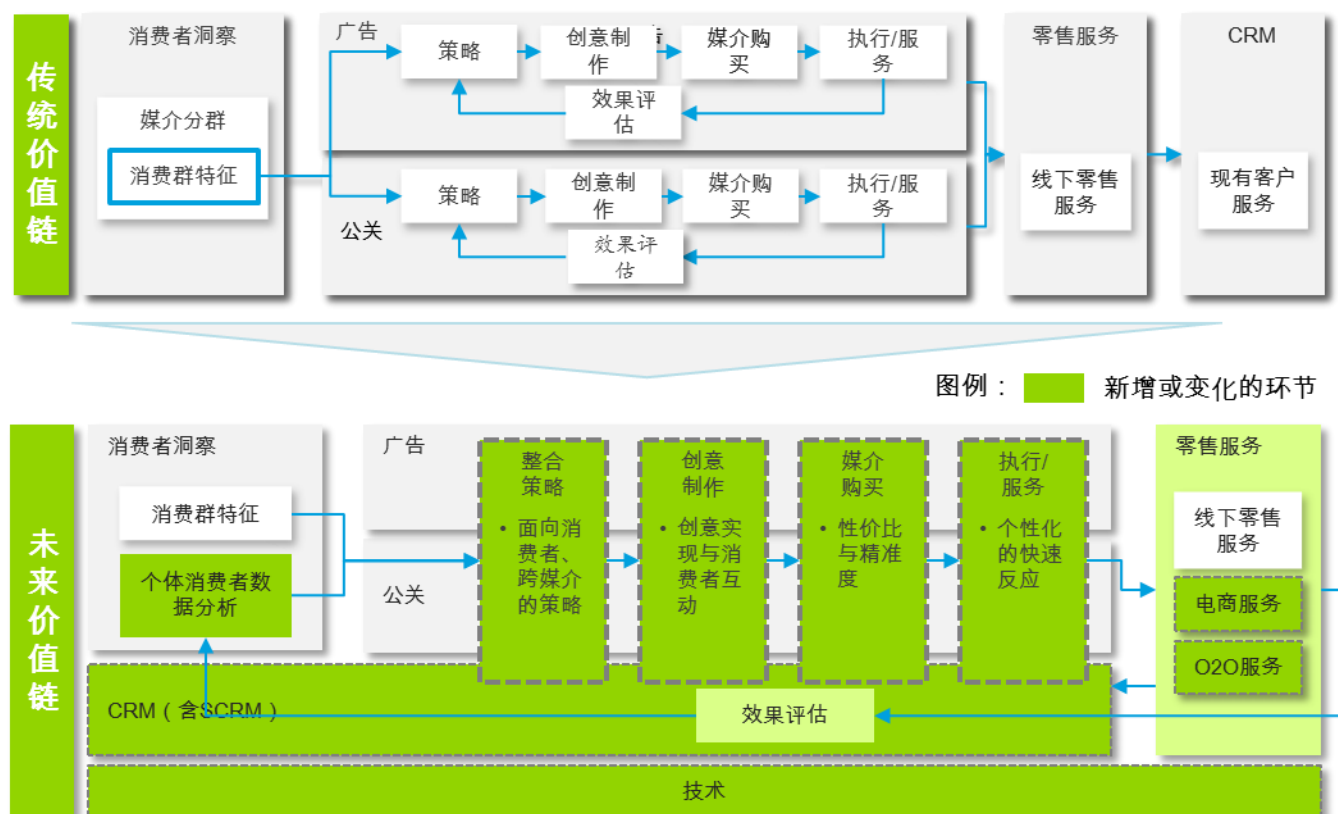 传统价值链
消费者洞察
媒介分群
消费群特征
广告
策略
创意制
作
媒介购
买
执行/服
务
效果评
估
公关
策略
创意制
作
媒介购
买
执行/服
务
效果评
估
零售服务
线下零售
服务
CRM
现有客户
服务
图例：
新增或变化的环节
未来价值链
消费者洞察
消费群特征
个体消费者数
据分析
广告
公关
整合
策略
• 面向消
费者、
跨媒介
的策略
创意
制作
• 创意实
现与消
费者互
动
媒介
购买
• 性价比
与精准
度
执行/
服务
• 个性化
的快速
反应
零售服务
线下零售
服务
电商服务
O2O服务
CRM（含SCRM）
效果评估
技术